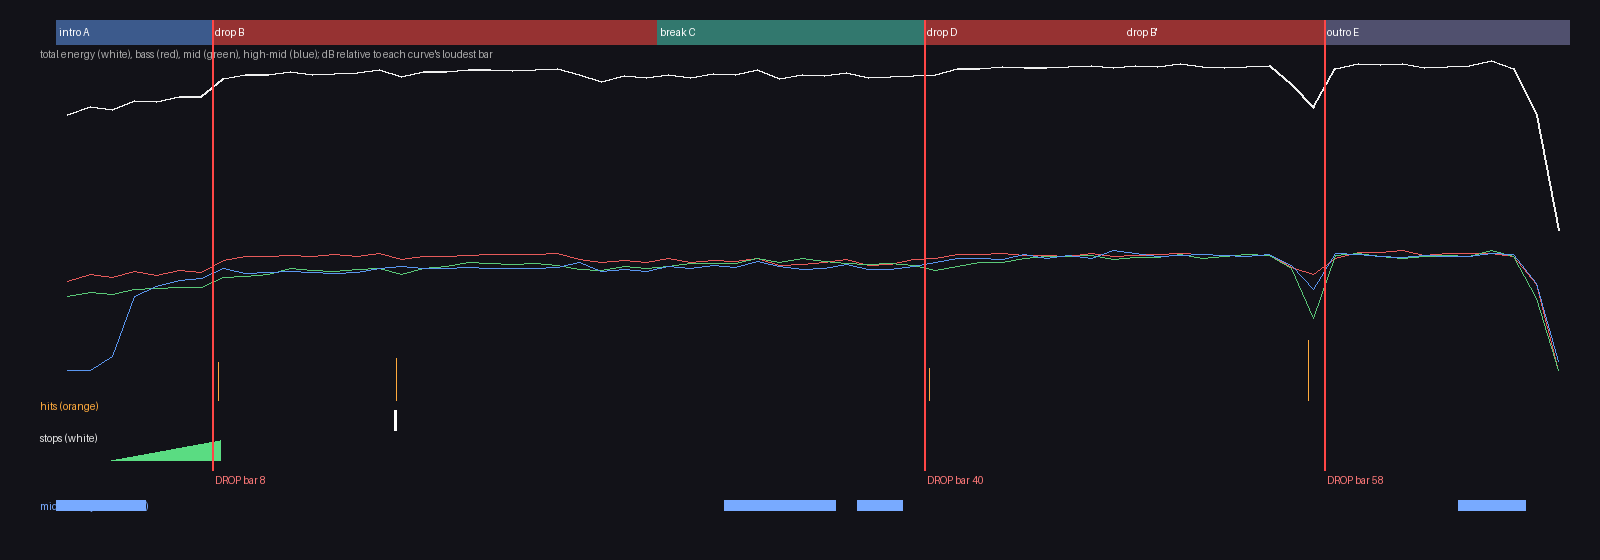 intro A drop B break C drop D drop B' outro E
total energy (white), bass (red), mid (green), high-mid (blue); dB relative to each curve's loudest bar
hits (orange)
stops (white)
DROP bar 8 DROP bar 40 DROP bar 58